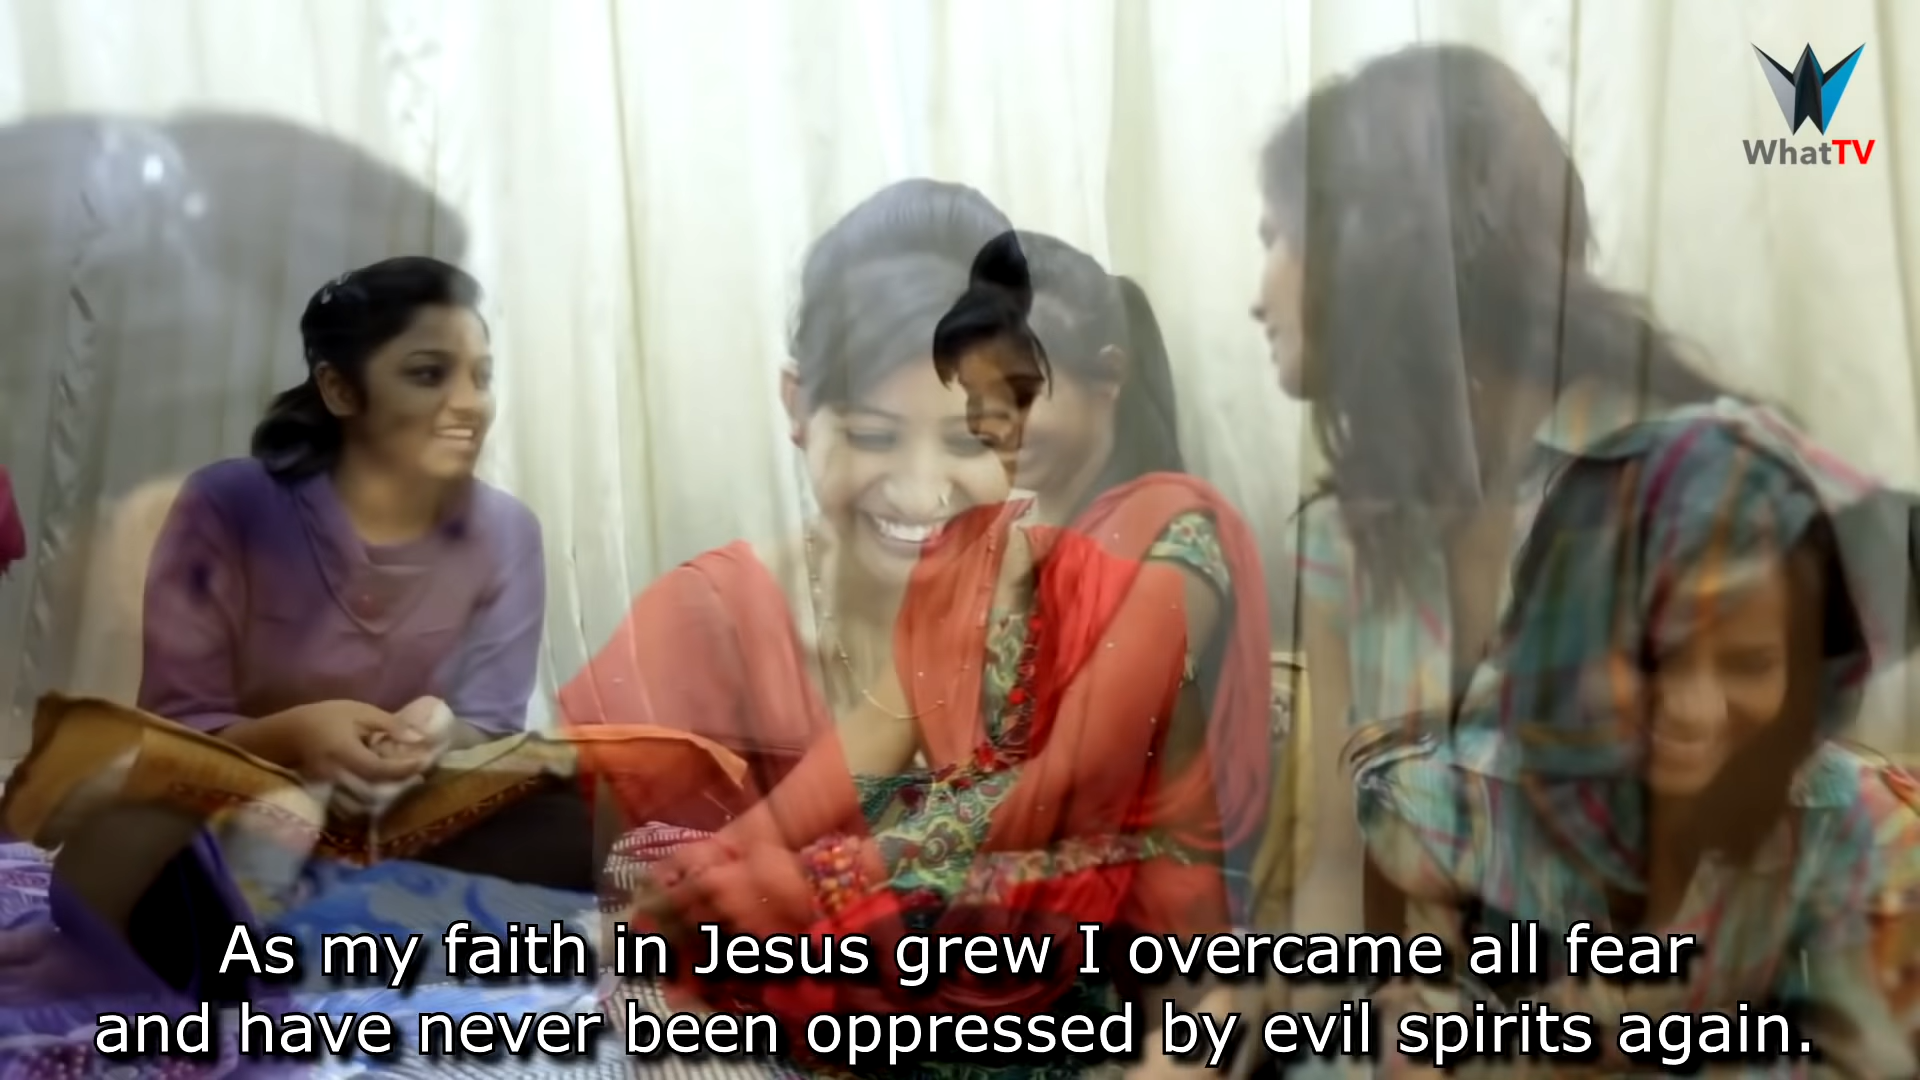 WhatTV
As my faith in Jesus grew I overcame all fear
and have never been oppressed by evil spirits again.